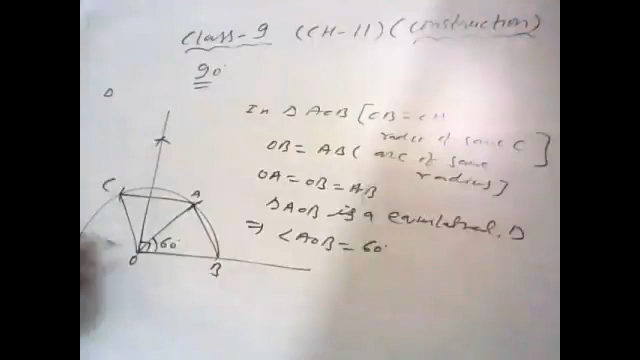 Class-9 (CH-11) (Construction)
90°
In Δ AOB [
radii of same C ]
OB = AB ( arc of same
radius]
OA = OB = AB
Δ AOB is a equilateral. Δ
⇒ ∠AOB = 60°
C
A
60°
O
B